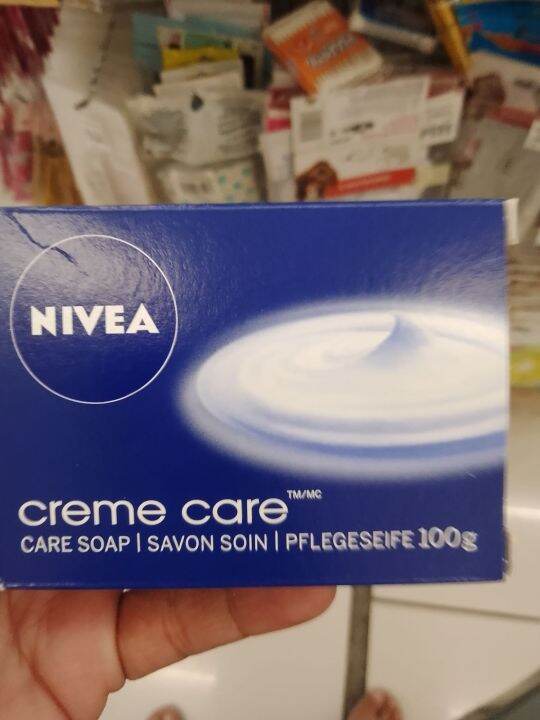 NIVEA
creme care™/MC
CARE SOAP | SAVON SOIN | PFLEGESEIFE 100g